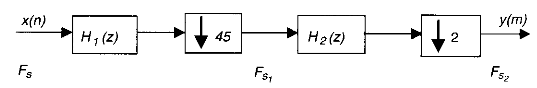 x(n) y(m)
H₁(z) 45 H₂(z) 2
Fₛ Fₛ₁ Fₛ₂